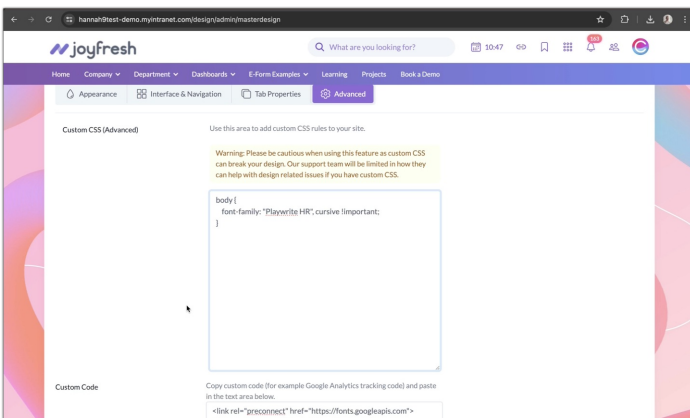 hannah9test-demo.myintranet.com/design/admin/masterdesign
joyfresh
What are you looking for?
10:47
163
Home Company Department Dashboards E-Form Examples Learning Projects Book a Demo
Appearance Interface & Navigation Tab Properties Advanced
Custom CSS (Advanced)
Use this area to add custom CSS rules to your site.
Warning: Please be cautious when using this feature as custom CSS
can break your design. Our support team will be limited in how they
can help with design related issues if you have custom CSS.
body {
font-family: "Playwrite HR", cursive !important;
}
Custom Code
Copy custom code (for example Google Analytics tracking code) and paste
in the text area below.
<link rel="preconnect" href="https://fonts.googleapis.com">